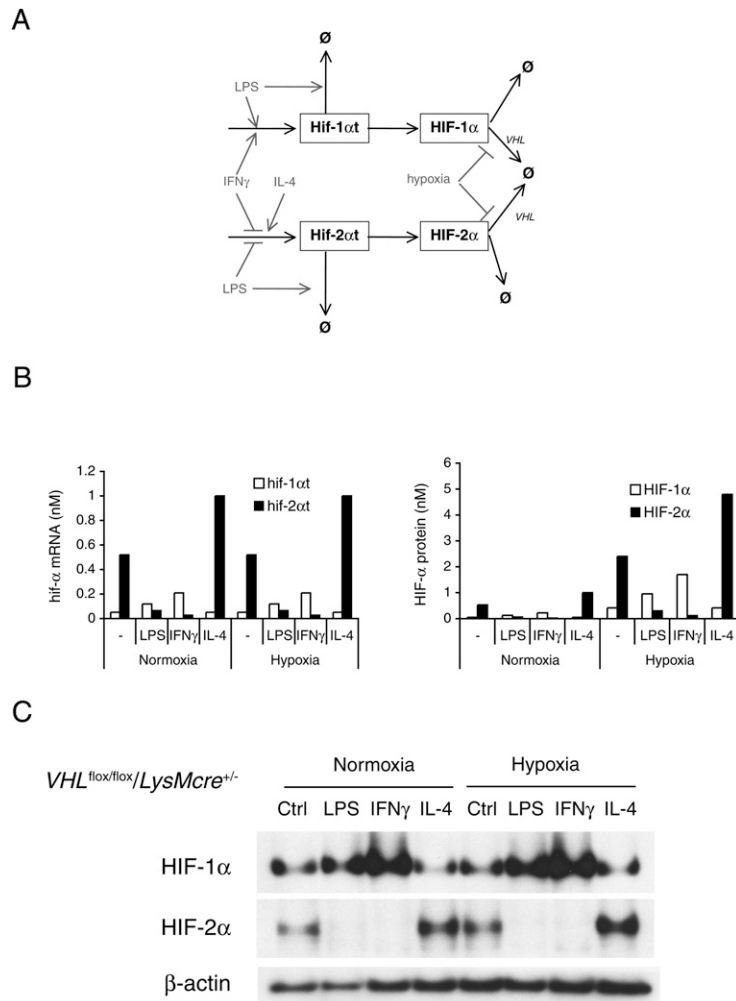 A
Ø
LPS
Ø
Hif-1αt
HIF-1α
VHL
IFNγ
IL-4
hypoxia
Ø
VHL
Hif-2αt
HIF-2α
LPS
Ø
Ø
B
hif-α mRNA (nM)
1.2
1
0.8
0.6
0.4
0.2
0
hif-1αt
hif-2αt
- LPS IFNγ IL-4 - LPS IFNγ IL-4
Normoxia Hypoxia
HIF-α protein (nM)
6
5
4
3
2
1
0
HIF-1α
HIF-2α
- LPS IFNγ IL-4 - LPS IFNγ IL-4
Normoxia Hypoxia
C
Normoxia Hypoxia
VHLflox/flox/LysMcre+/-
Ctrl LPS IFNγ IL-4 Ctrl LPS IFNγ IL-4
HIF-1α
HIF-2α
β-actin